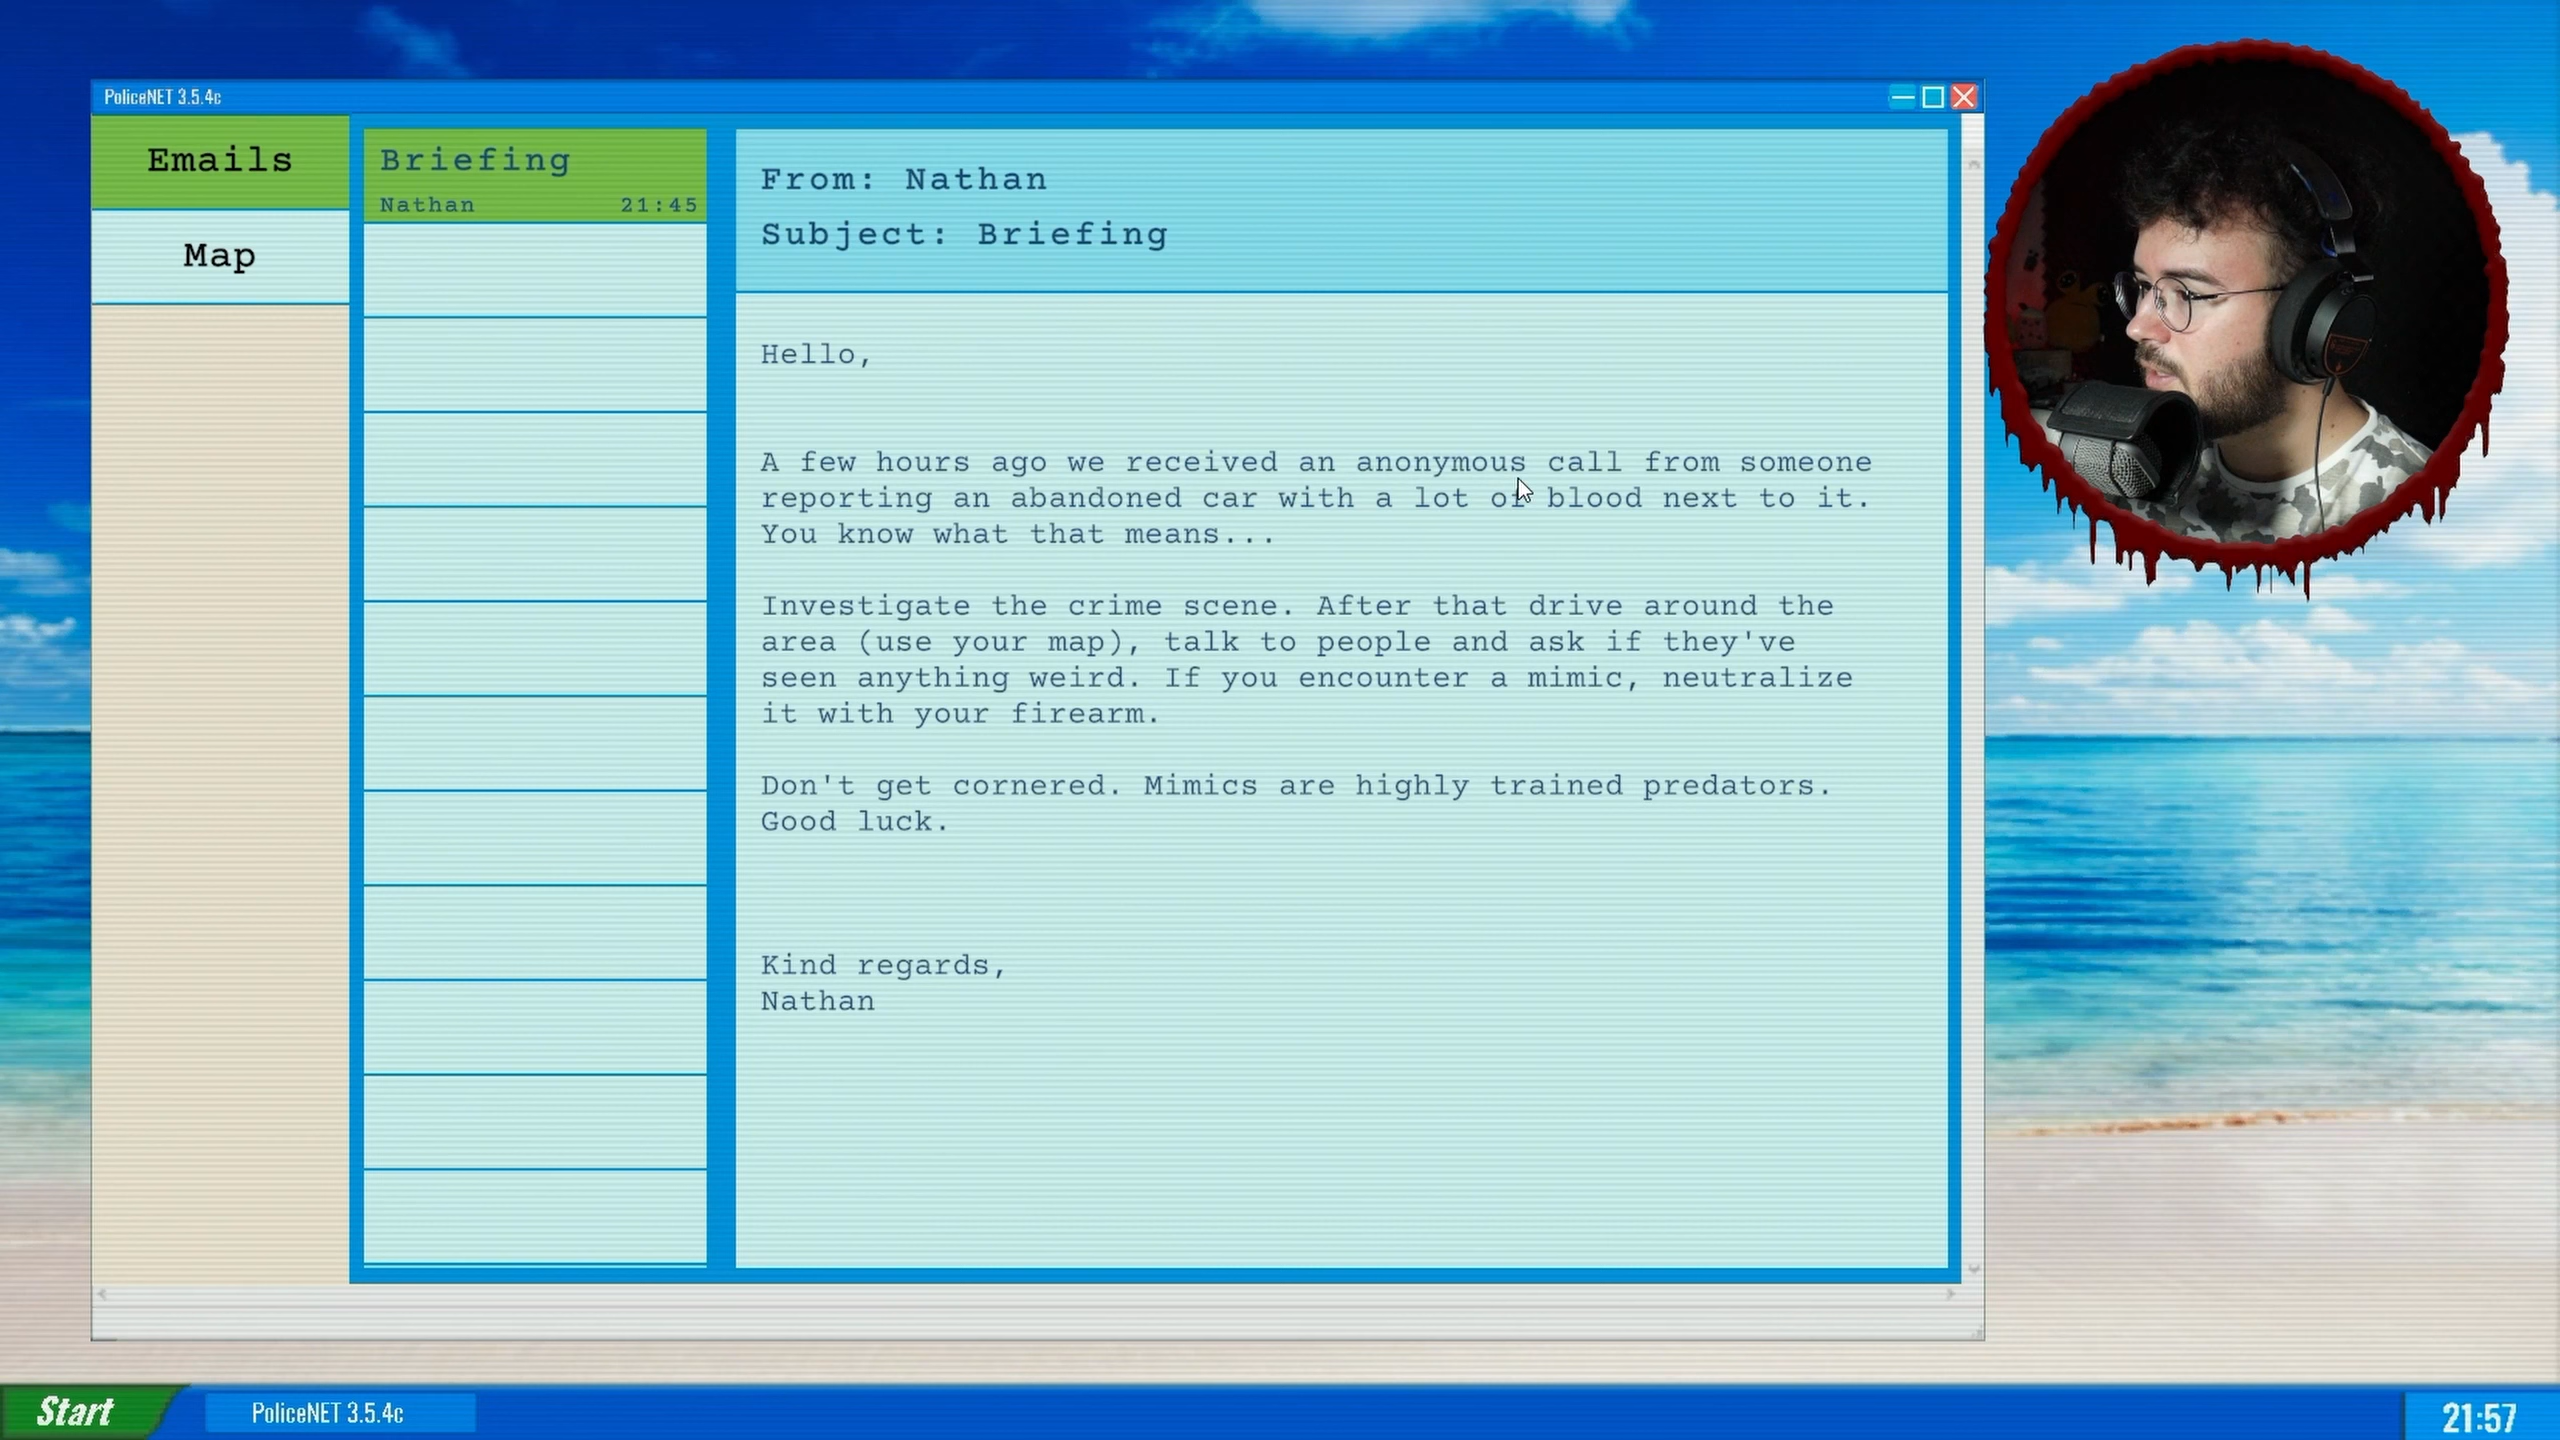 PoliceNET 3.5.4c
Emails
Map
Briefing
Nathan 21:45
From: Nathan
Subject: Briefing
Hello,
A few hours ago we received an anonymous call from someone
reporting an abandoned car with a lot of blood next to it.
You know what that means...
Investigate the crime scene. After that drive around the
area (use your map), talk to people and ask if they've
seen anything weird. If you encounter a mimic, neutralize
it with your firearm.
Don't get cornered. Mimics are highly trained predators.
Good luck.
Kind regards,
Nathan
Start
PoliceNET 3.5.4c
21:57